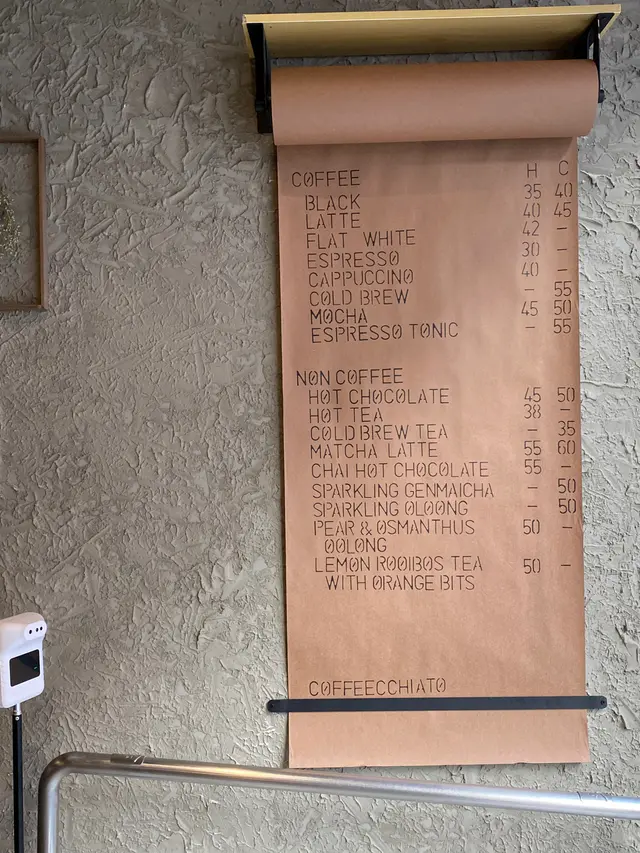 COFFEE H C
BLACK 35 40
LATTE 40 45
FLAT WHITE 42 –
ESPRESSO 30 –
CAPPUCCINO 40 –
COLD BREW – 55
MOCHA 45 50
ESPRESSO TONIC – 55
NON COFFEE
HOT CHOCOLATE 45 50
HOT TEA 38 –
COLD BREW TEA – 35
MATCHA LATTE 55 60
CHAI HOT CHOCOLATE 55 –
SPARKLING GENMAICHA – 50
SPARKLING OLOONG – 50
PEAR & OSMANTHUS 50 –
OOLONG
LEMON ROOIBOS TEA 50 –
WITH ORANGE BITS
COFFEECCHIATO